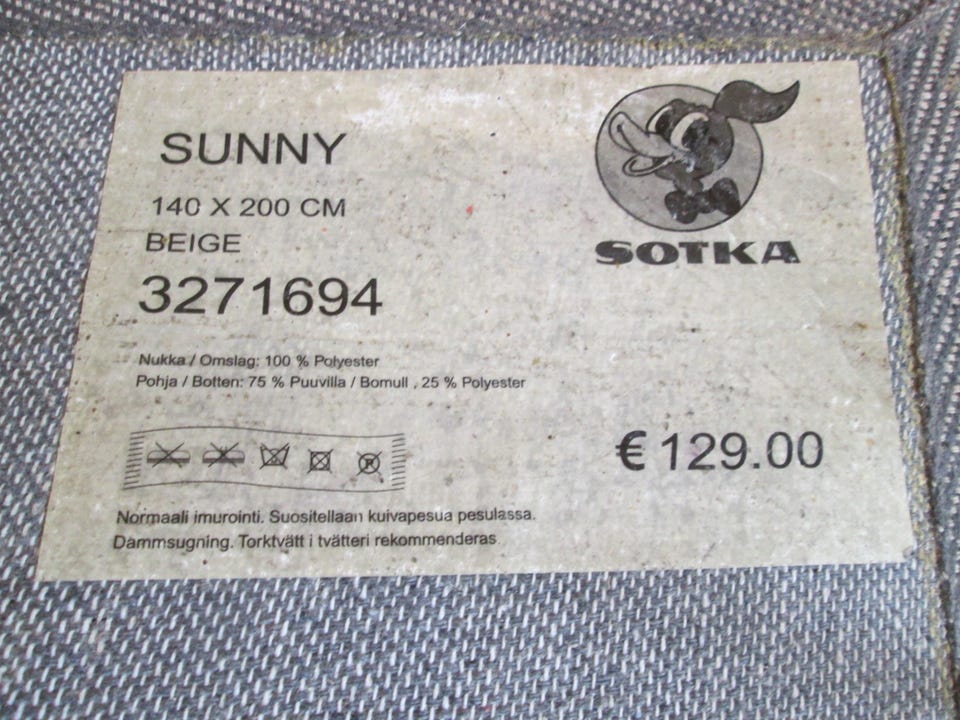 SUNNY
140 X 200 CM
BEIGE
3271694
SOTKA
Nukka / Omslag: 100 % Polyester
Pohja / Botten: 75 % Puuvilla / Bomull , 25 % Polyester
€ 129.00
Normaali imurointi. Suositellaan kuivapesua pesulassa.
Dammsugning. Torktvätt i tvätteri rekommenderas.